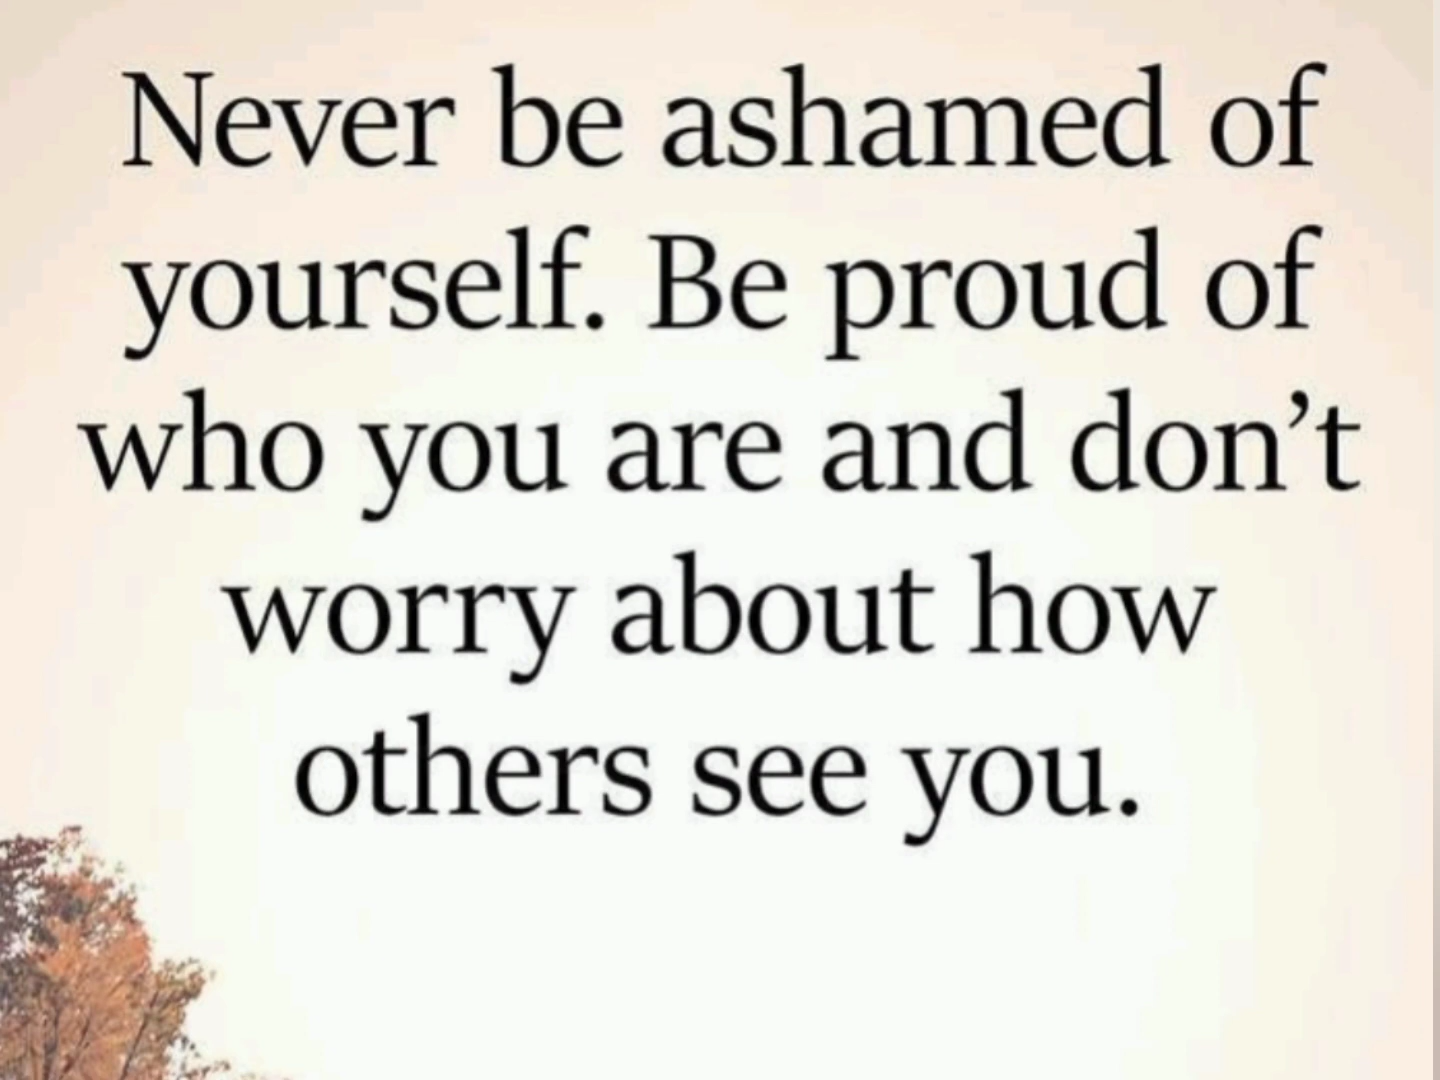 Never be ashamed of
yourself. Be proud of
who you are and don’t
worry about how
others see you.